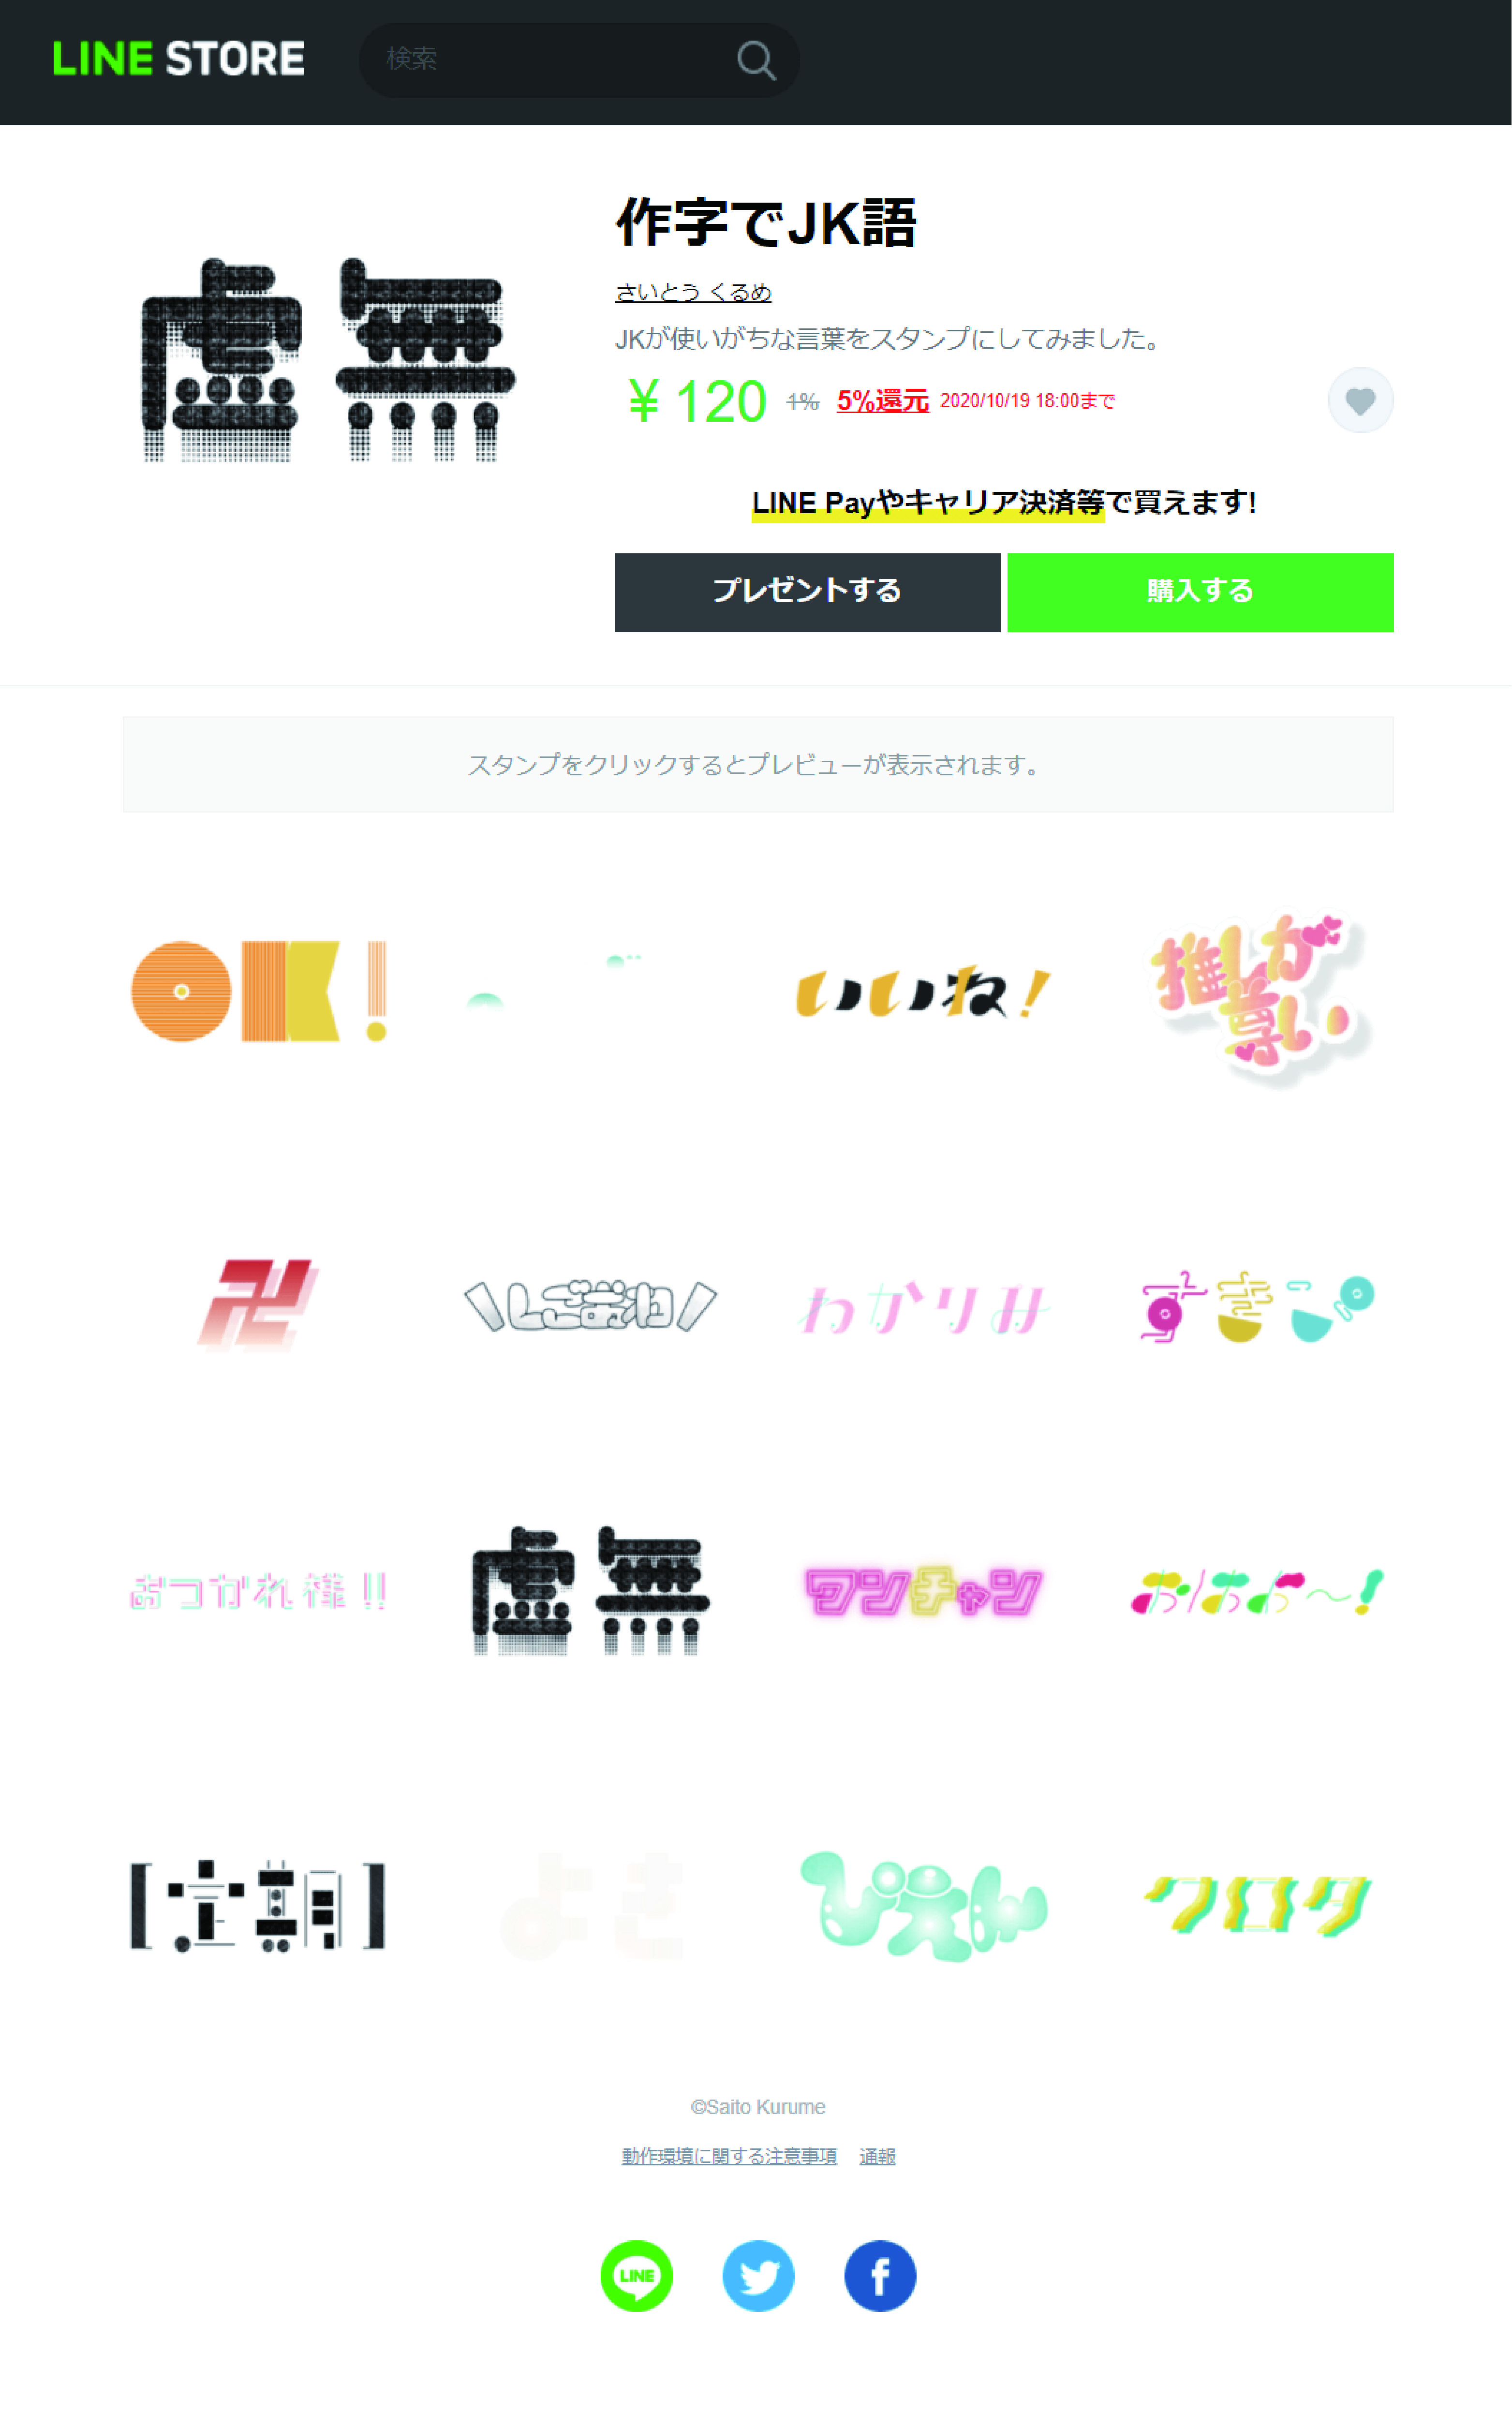 LINE STORE
検索
虚無
作字でJK語
さいとう くるめ
JKが使いがちな言葉をスタンプにしてみました。
¥ 120 1% 5%還元 2020/10/19 18:00まで
LINE Payやキャリア決済等で買えます!
プレゼントする
購入する
スタンプをクリックするとプレビューが表示されます。
OK!
いいね!
推しが尊い
卍
\しごおわ/
わかりみ
すきぴ
おつかれ様!!
虚無
ワンチャン
おはお〜!
[空額]
よき
ぴえん
クロタ
©Saito Kurume
動作環境に関する注意事項 通報
LINE
f